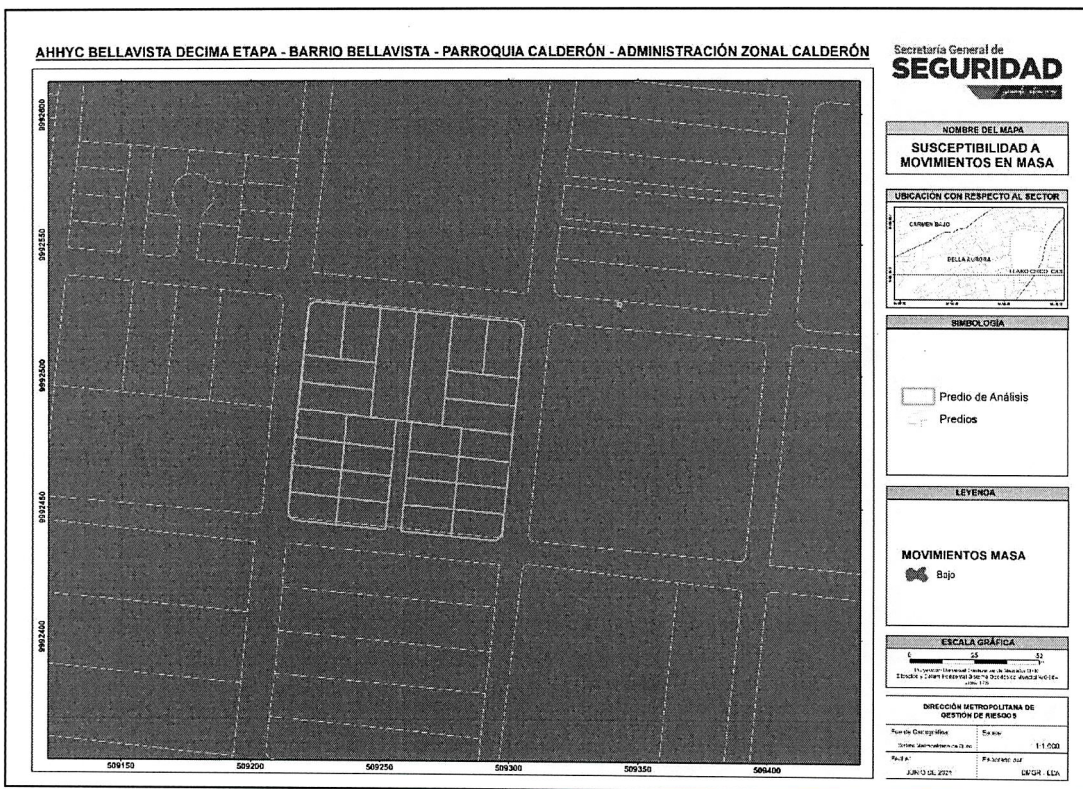 AHHYC BELLAVISTA DECIMA ETAPA - BARRIO BELLAVISTA - PARROQUIA CALDERÓN - ADMINISTRACIÓN ZONAL CALDERÓN
Secretaría General de
SEGURIDAD
NOMBRE DEL MAPA
SUSCEPTIBILIDAD A
MOVIMIENTOS EN MASA
UBICACIÓN CON RESPECTO AL SECTOR
CARMEN BAJO
BELLA AURORA
LLANO CHICO
SIMBOLOGÍA
Predio de Análisis
Predios
LEYENDA
MOVIMIENTOS MASA
Bajo
ESCALA GRÁFICA
0 25 50
DIRECCIÓN METROPOLITANA DE
GESTIÓN DE RIESGOS
1:1.000
JUNIO DE 2021
9992600
9992550
9992500
9992450
9992400
509150 509200 509250 509300 509350 509400